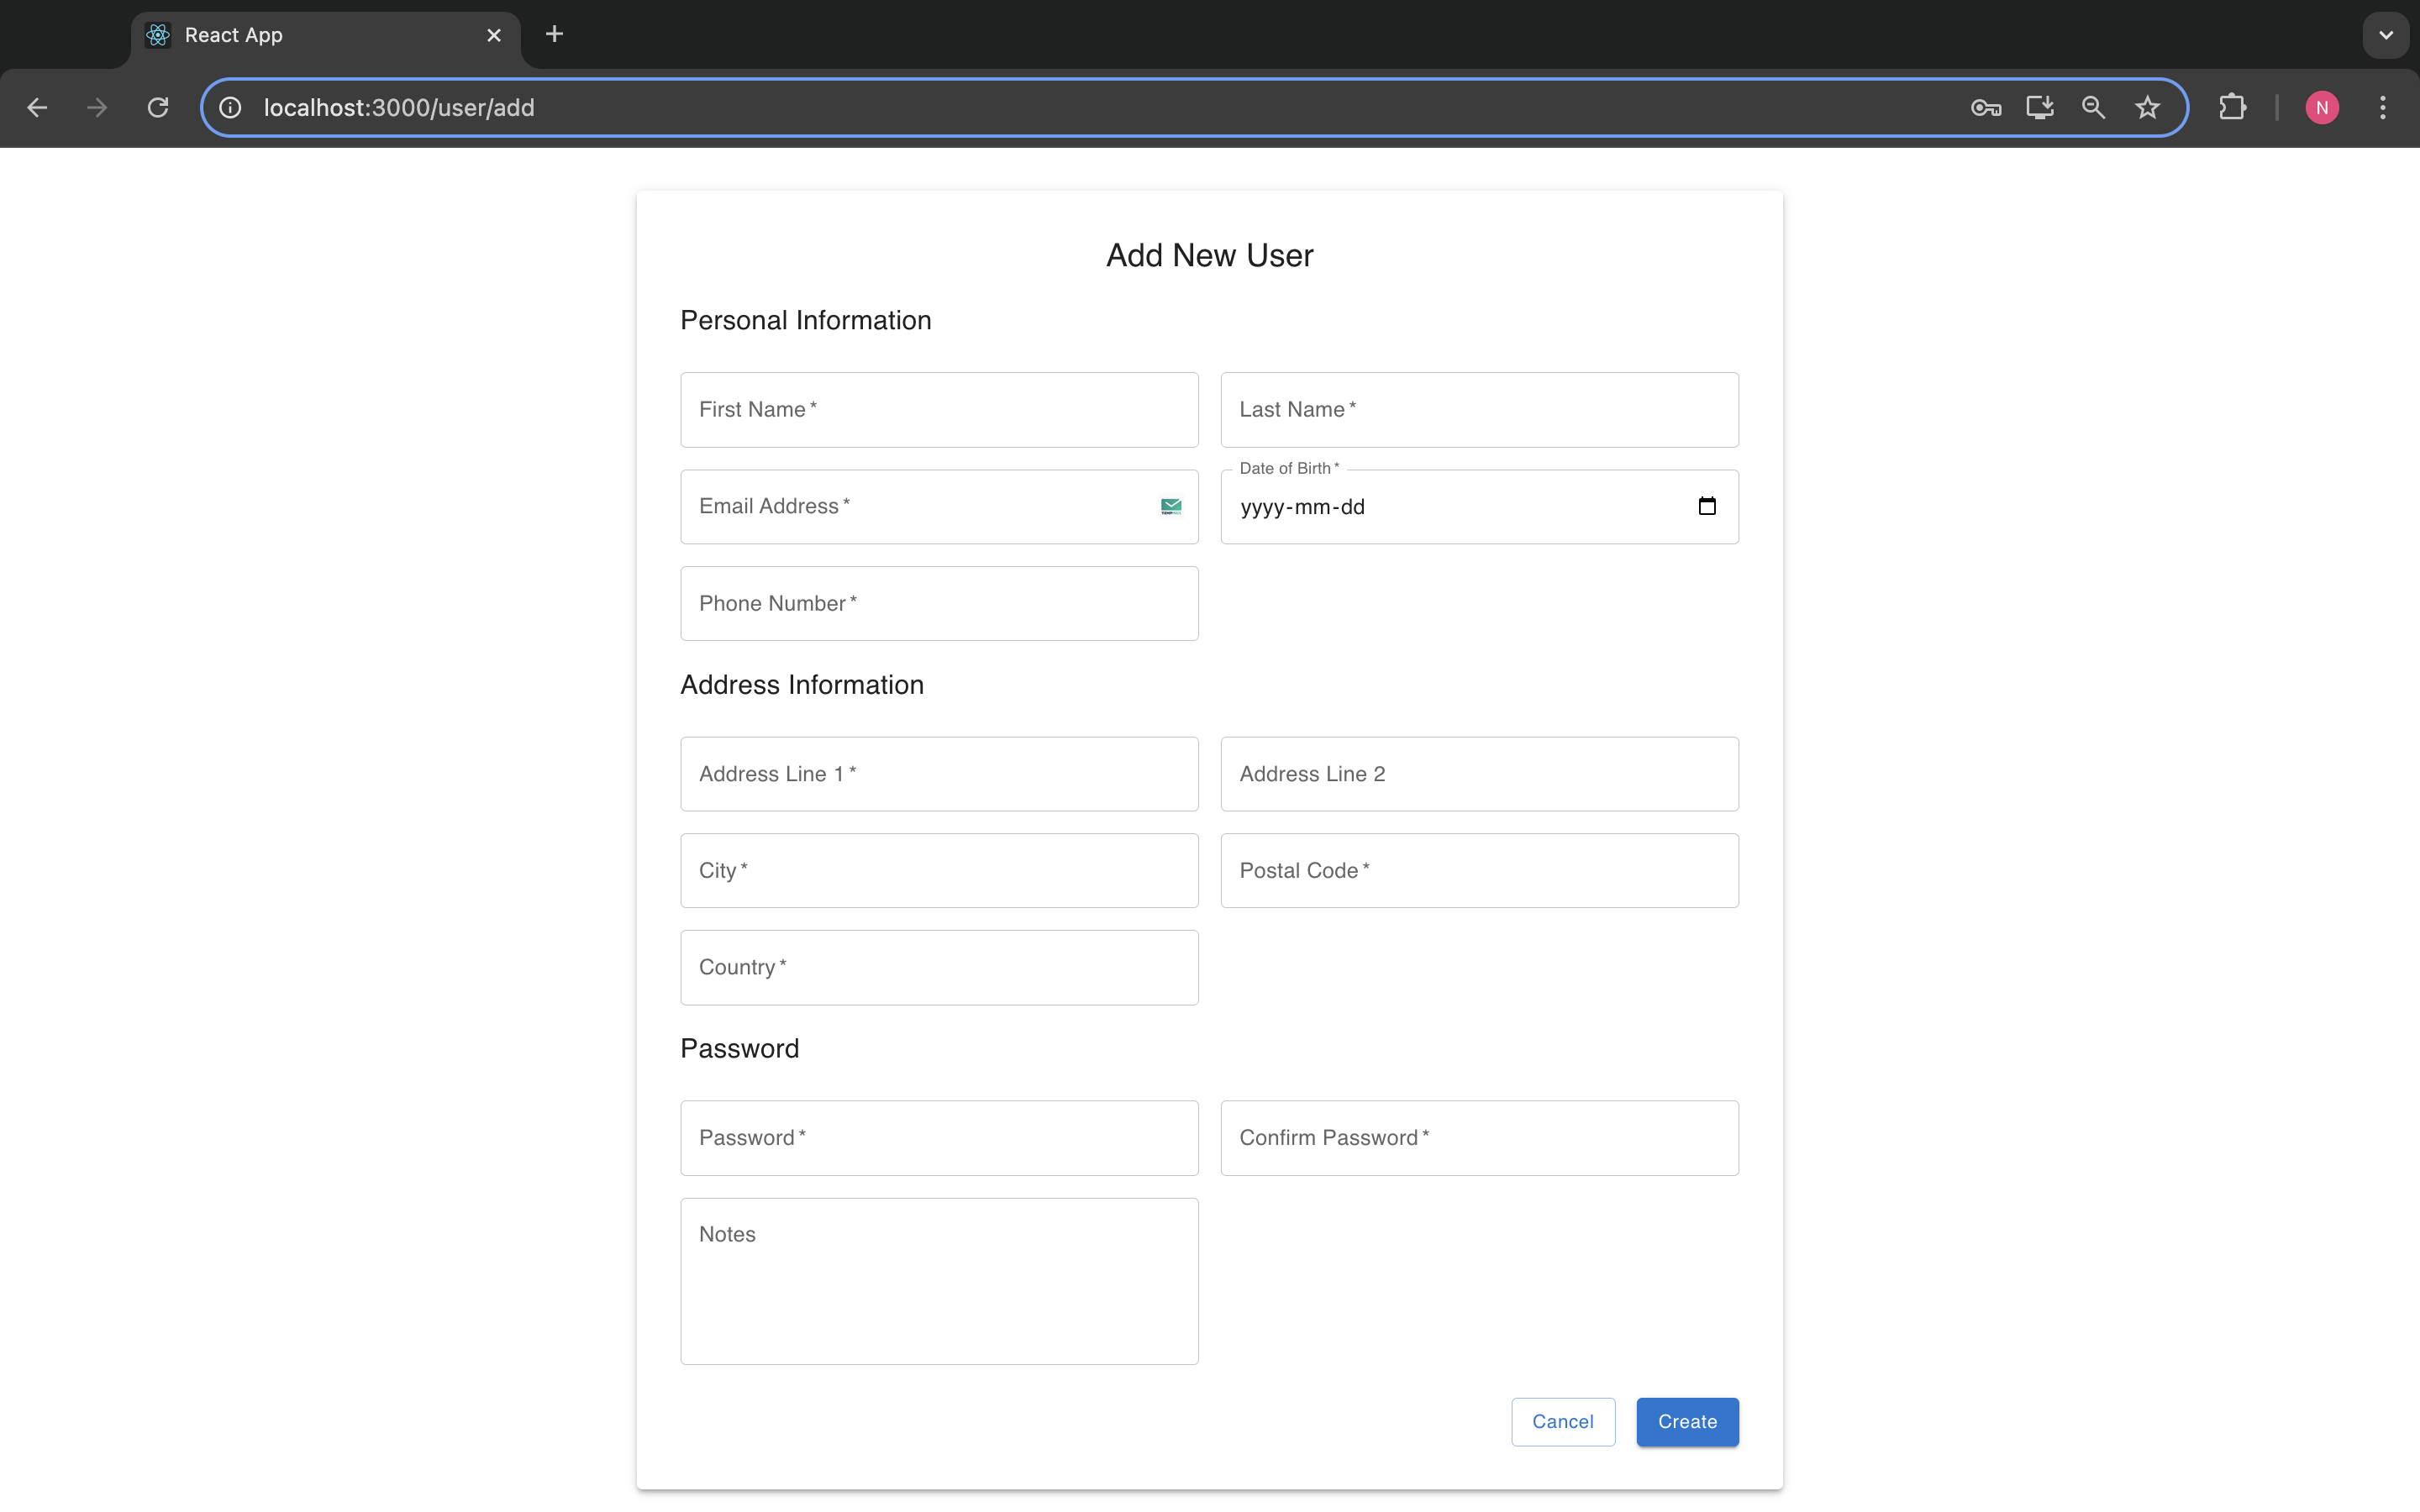 React App
localhost:3000/user/add
N
Add New User
Personal Information
First Name *
Last Name *
Email Address *
Date of Birth *
yyyy-mm-dd
Phone Number *
Address Information
Address Line 1 *
Address Line 2
City *
Postal Code *
Country *
Password
Password *
Confirm Password *
Notes
Cancel
Create